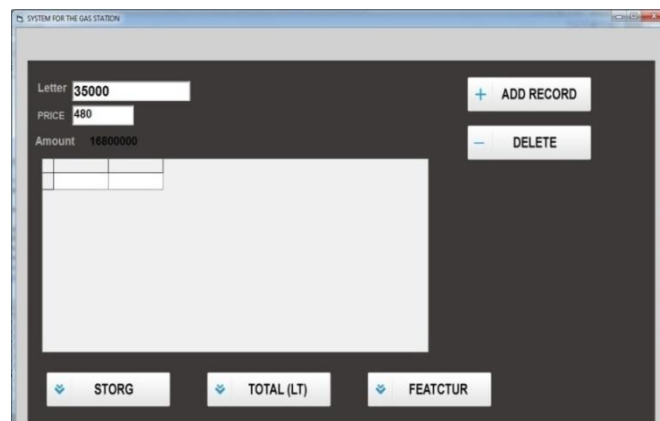 SYSTEM FOR THE GAS STATION
Letter 35000
PRICE 480
Amount 16800000
+ ADD RECORD
− DELETE
STORG
TOTAL (LT)
FEATCTUR